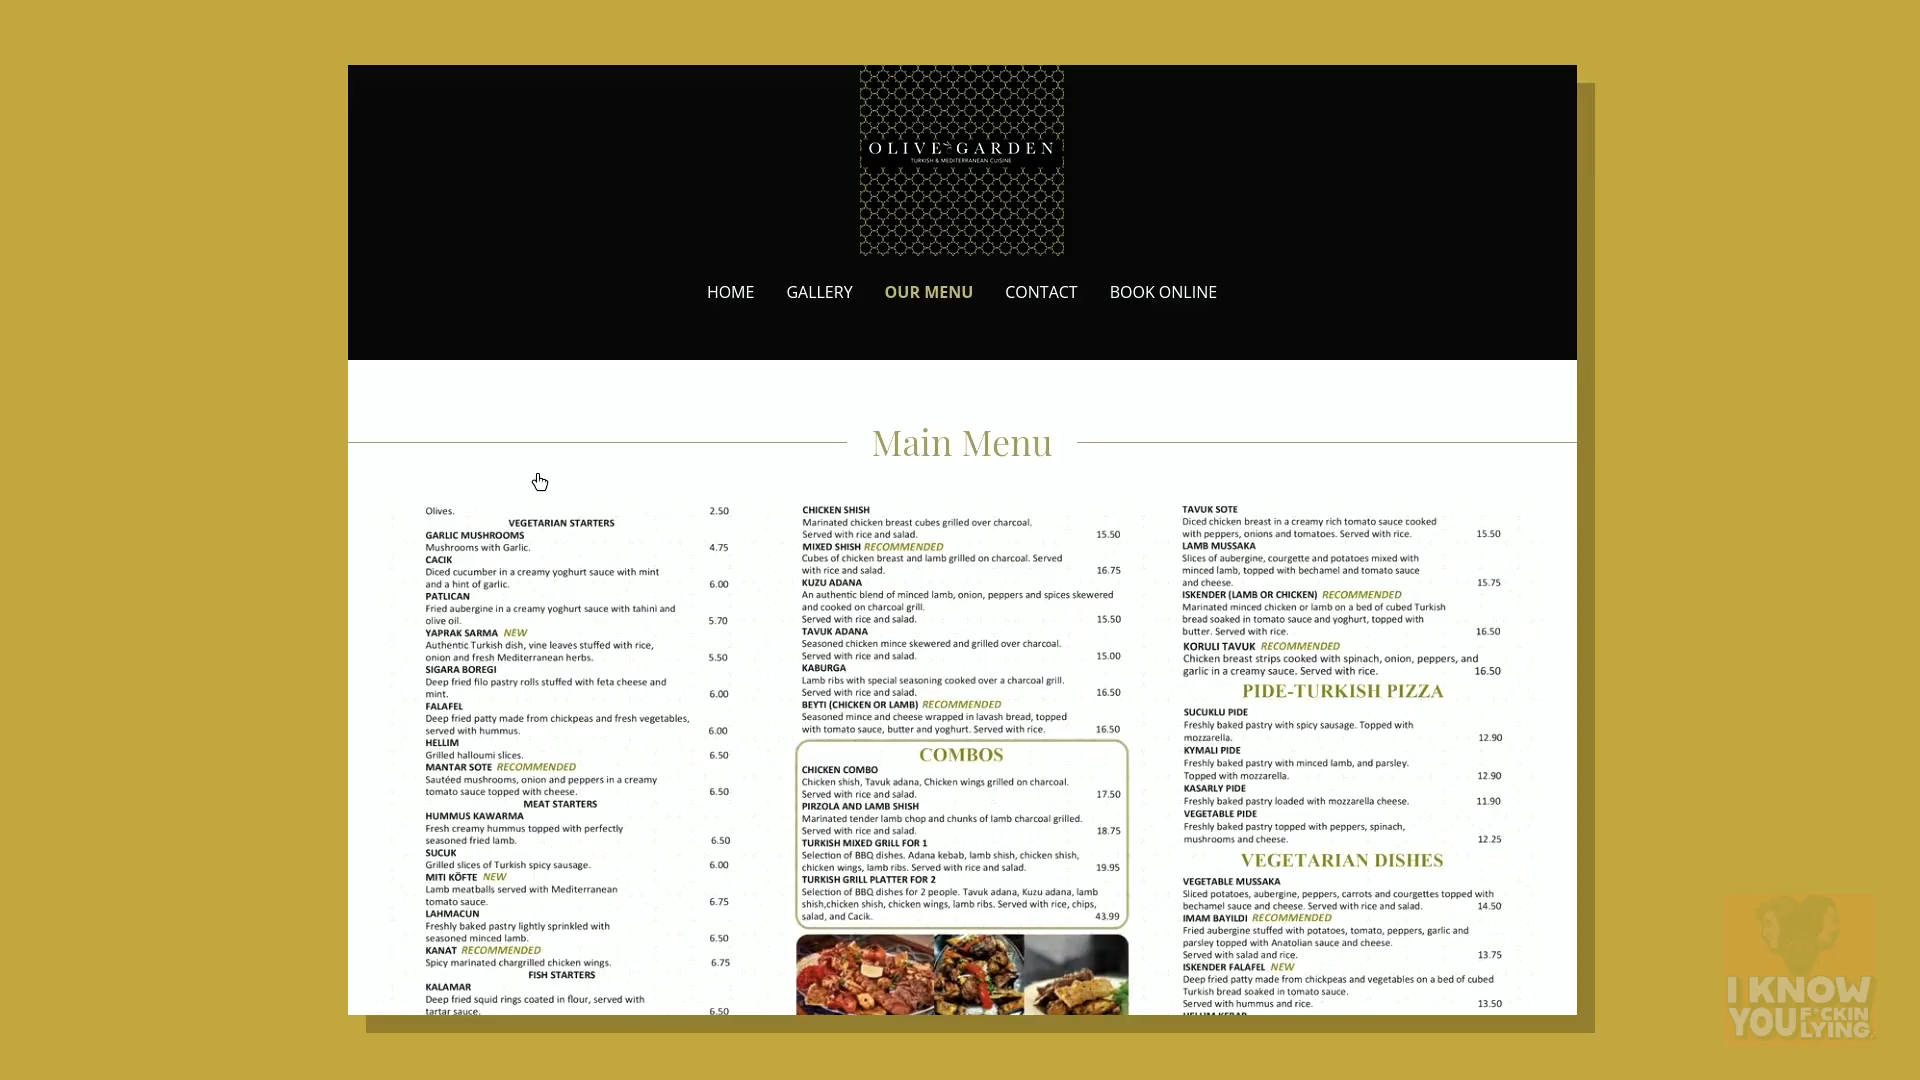 OLIVE GARDEN
TURKISH & MEDITERRANEAN CUISINE
HOME GALLERY OUR MENU CONTACT BOOK ONLINE
Main Menu
Olives. 2.50
VEGETARIAN STARTERS
GARLIC MUSHROOMS
Mushrooms with Garlic. 4.75
CACIK
Diced cucumber in a creamy yoghurt sauce with mint
and a hint of garlic. 6.00
PATLICAN
Fried aubergine in a creamy yoghurt sauce with tahini and
olive oil. 5.70
YAPRAK SARMA NEW
Authentic Turkish dish, vine leaves stuffed with rice,
onion and fresh Mediterranean herbs. 5.50
SIGARA BOREGI
Deep fried filo pastry rolls stuffed with feta cheese and
mint. 6.00
FALAFEL
Deep fried patty made from chickpeas and fresh vegetables,
served with hummus. 6.00
HELLIM
Grilled halloumi slices. 6.50
MANTAR SOTE RECOMMENDED
Sautéed mushrooms, onion and peppers in a creamy
tomato sauce topped with cheese. 6.50
MEAT STARTERS
HUMMUS KAWARMA
Fresh creamy hummus topped with perfectly
seasoned fried lamb. 6.50
SUCUK
Grilled slices of Turkish spicy sausage. 6.00
MITI KÖFTE NEW
Lamb meatballs served with Mediterranean
tomato sauce. 6.75
LAHMACUN
Freshly baked pastry lightly sprinkled with
seasoned minced lamb. 6.50
KANAT RECOMMENDED
Spicy marinated chargrilled chicken wings. 6.75
FISH STARTERS
KALAMAR
Deep fried squid rings coated in flour, served with
tartar sauce. 6.50
CHICKEN SHISH
Marinated chicken breast cubes grilled over charcoal.
Served with rice and salad. 15.50
MIXED SHISH RECOMMENDED
Cubes of chicken breast and lamb grilled on charcoal. Served
with rice and salad. 16.75
KUZU ADANA
An authentic blend of minced lamb, onion, peppers and spices skewered
and cooked on charcoal grill.
Served with rice and salad. 15.50
TAVUK ADANA
Seasoned chicken mince skewered and grilled over charcoal.
Served with rice and salad. 15.00
KABURGA
Lamb ribs with special seasoning cooked over a charcoal grill.
Served with rice and salad. 16.50
BEYTI (CHICKEN OR LAMB) RECOMMENDED
Seasoned mince and cheese wrapped in lavash bread, topped
with tomato sauce, butter and yoghurt. Served with rice. 16.50
COMBOS
CHICKEN COMBO
Chicken shish, Tavuk adana, Chicken wings grilled on charcoal.
Served with rice and salad. 17.50
PIRZOLA AND LAMB SHISH
Marinated tender lamb chop and chunks of lamb charcoal grilled.
Served with rice and salad. 18.75
TURKISH MIXED GRILL FOR 1
Selection of BBQ dishes. Adana kebab, lamb shish, chicken shish,
chicken wings, lamb ribs. Served with rice and salad. 19.95
TURKISH GRILL PLATTER FOR 2
Selection of BBQ dishes for 2 people. Tavuk adana, Kuzu adana, lamb
shish,chicken shish, chicken wings, lamb ribs. Served with rice, chips,
salad, and Cacik. 43.99
TAVUK SOTE
Diced chicken breast in a creamy rich tomato sauce cooked
with peppers, onions and tomatoes. Served with rice. 15.50
LAMB MUSSAKA
Slices of aubergine, courgette and potatoes mixed with
minced lamb, topped with bechamel and tomato sauce
and cheese. 15.75
ISKENDER (LAMB OR CHICKEN) RECOMMENDED
Marinated minced chicken or lamb on a bed of cubed Turkish
bread soaked in tomato sauce and yoghurt, topped with
butter. Served with rice. 16.50
KORULI TAVUK RECOMMENDED
Chicken breast strips cooked with spinach, onion, peppers, and
garlic in a creamy sauce. Served with rice. 16.50
PIDE-TURKISH PIZZA
SUCUKLU PIDE
Freshly baked pastry with spicy sausage. Topped with
mozzarella. 12.90
KYMALI PIDE
Freshly baked pastry with minced lamb, and parsley.
Topped with mozzarella. 12.90
KASARLY PIDE
Freshly baked pastry loaded with mozzarella cheese. 11.90
VEGETABLE PIDE
Freshly baked pastry topped with peppers, spinach,
mushrooms and cheese. 12.25
VEGETARIAN DISHES
VEGETABLE MUSSAKA
Sliced potatoes, aubergine, peppers, carrots and courgettes topped with
bechamel sauce and cheese. Served with rice and salad. 14.50
IMAM BAYILDI RECOMMENDED
Fried aubergine stuffed with potatoes, tomato, peppers, garlic and
parsley topped with Anatolian sauce and cheese.
Served with salad and rice. 13.75
ISKENDER FALAFEL NEW
Deep fried patty made from chickpeas and vegetables on a bed of cubed
Turkish bread soaked in tomato sauce.
Served with hummus and rice. 13.50
I KNOW
YOU F*CKIN
LYING